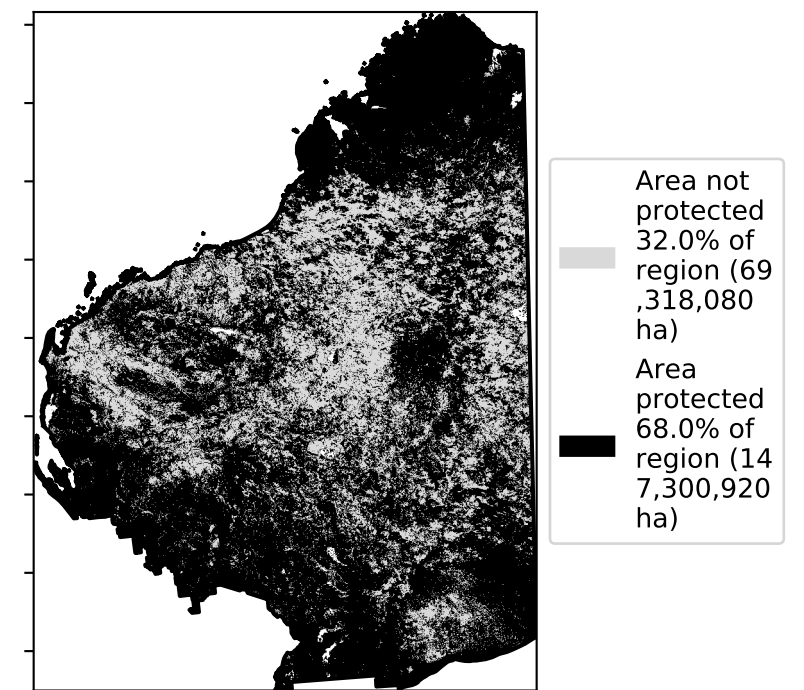 Area not
protected
32.0% of
region (69
,318,080
ha)
Area
protected
68.0% of
region (14
7,300,920
ha)